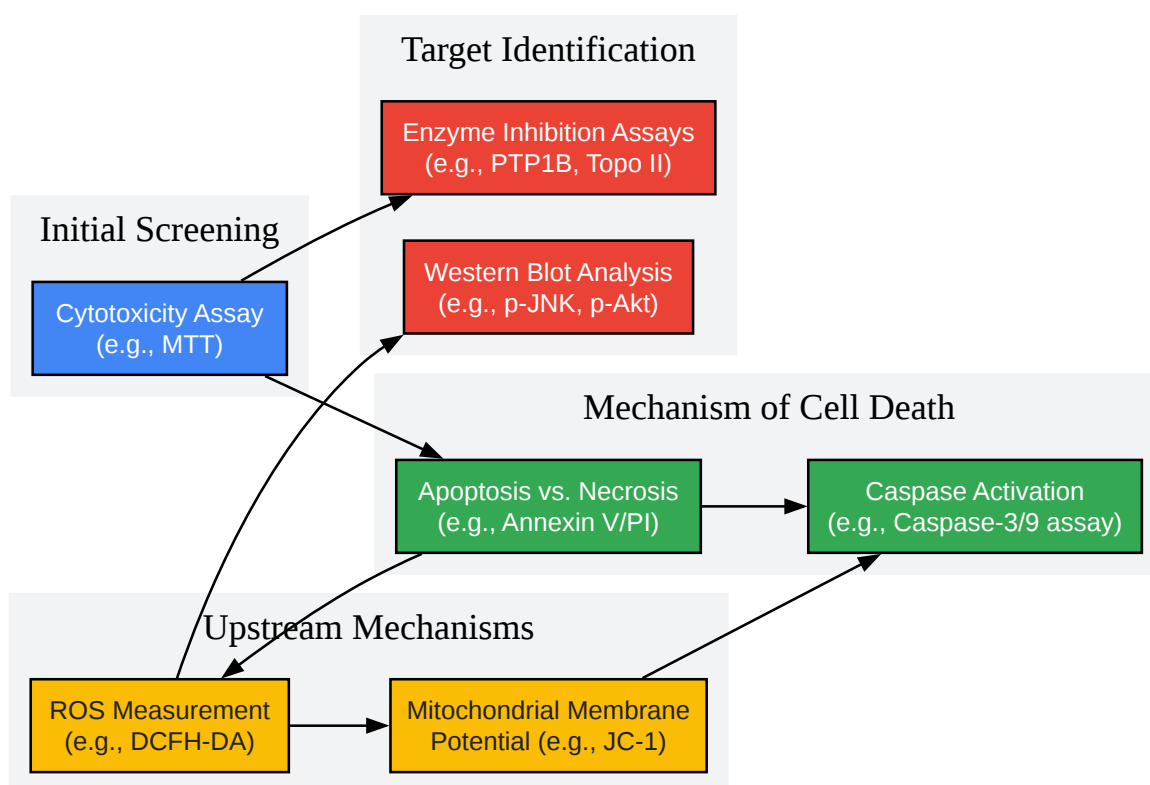 Target Identification
Enzyme Inhibition Assays
(e.g., PTP1B, Topo II)
Western Blot Analysis
(e.g., p-JNK, p-Akt)
Initial Screening
Cytotoxicity Assay
(e.g., MTT)
Mechanism of Cell Death
Apoptosis vs. Necrosis
(e.g., Annexin V/PI)
Caspase Activation
(e.g., Caspase-3/9 assay)
Upstream Mechanisms
ROS Measurement
(e.g., DCFH-DA)
Mitochondrial Membrane
Potential (e.g., JC-1)